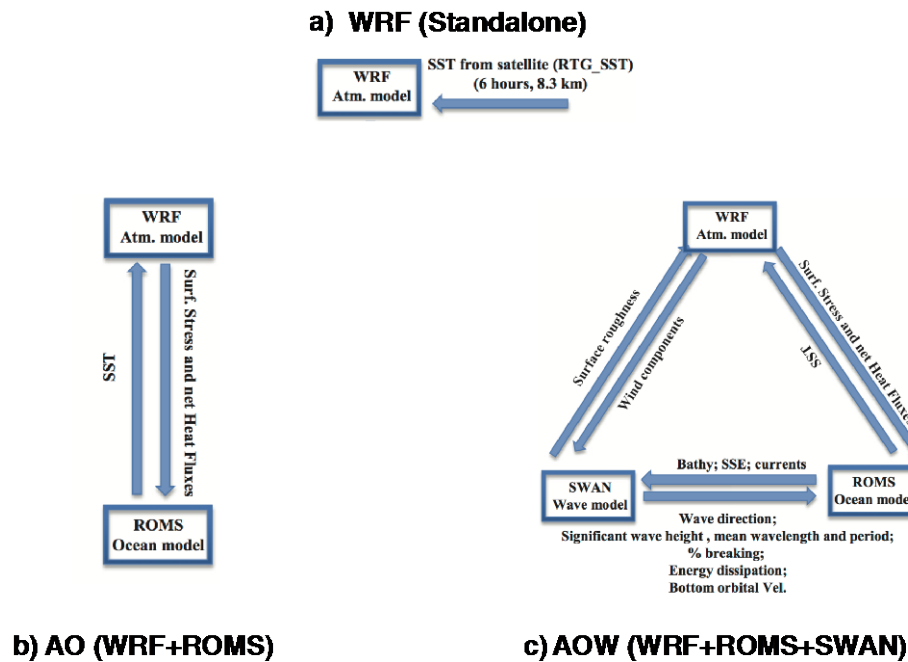 a) WRF (Standalone)
WRF
Atm. model
SST from satellite (RTG_SST)
(6 hours, 8.3 km)
WRF
Atm. model
SST
Surf. Stress and net Heat Fluxes
ROMS
Ocean model
WRF
Atm. model
Surface roughness
Wind components
Surf. Stress and net Heat Fluxes
SST
SWAN
Wave model
Bathy; SSE; currents
ROMS
Ocean model
Wave direction;
Significant wave height , mean wavelength and period;
% breaking;
Energy dissipation;
Bottom orbital Vel.
b) AO (WRF+ROMS)
c) AOW (WRF+ROMS+SWAN)